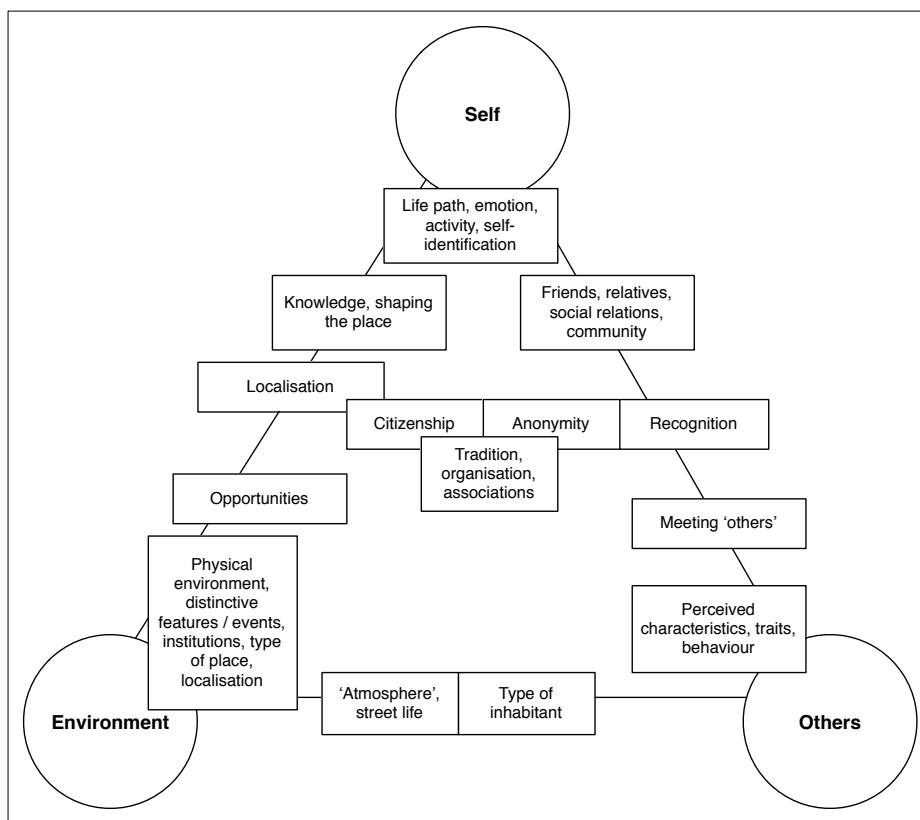 Self
Life path, emotion,
activity, self-
identification
Knowledge, shaping
the place
Friends, relatives,
social relations,
community
Localisation
Citizenship
Anonymity
Recognition
Tradition,
organisation,
associations
Opportunities
Meeting ‘others’
Physical
environment,
distinctive
features / events,
institutions, type
of place,
localisation
Perceived
characteristics, traits,
behaviour
‘Atmosphere’,
street life
Type of
inhabitant
Environment
Others